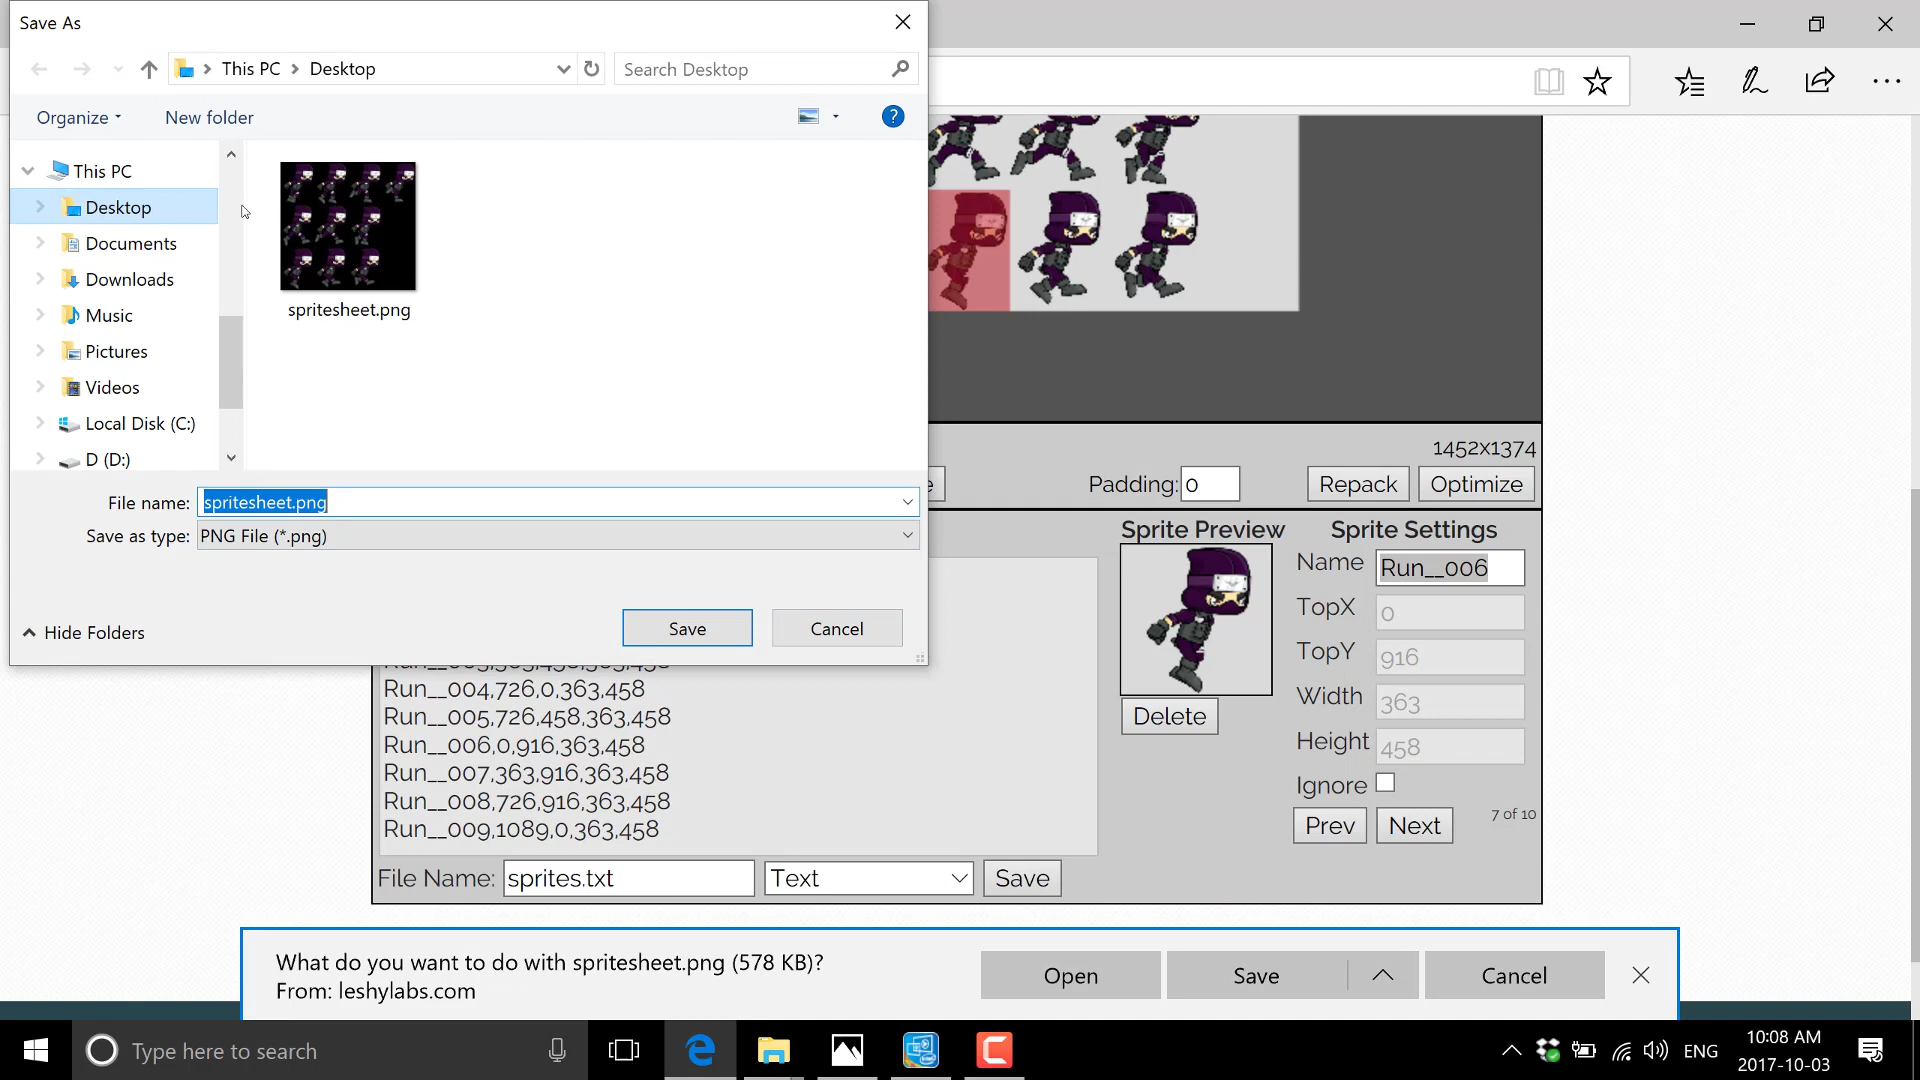 Save As
This PC
Desktop
Search Desktop
Organize
New folder
?
This PC
Desktop
Documents
Downloads
Music
Pictures
Videos
Local Disk (C:)
D (D:)
spritesheet.png
File name: spritesheet.png
Save as type: PNG File (*.png)
Hide Folders
Save
Cancel
1452x1374
Padding: 0
Repack
Optimize
Sprite Preview
Delete
Sprite Settings
Name Run__006
TopX 0
TopY 916
Width 363
Height 458
Ignore
Prev
Next
7 of 10
Run__004,726,0,363,458
Run__005,726,458,363,458
Run__006,0,916,363,458
Run__007,363,916,363,458
Run__008,726,916,363,458
Run__009,1089,0,363,458
File Name: sprites.txt
Text
Save
What do you want to do with spritesheet.png (578 KB)?
From: leshylabs.com
Open
Save
Cancel
Type here to search
ENG
10:08 AM
2017-10-03